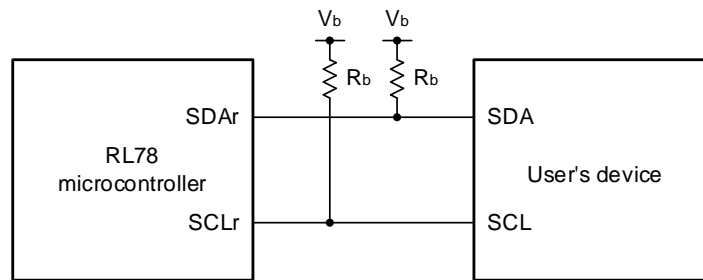 Vb
Vb
Rb
Rb
SDAr
SDA
RL78
microcontroller
User's device
SCLr
SCL